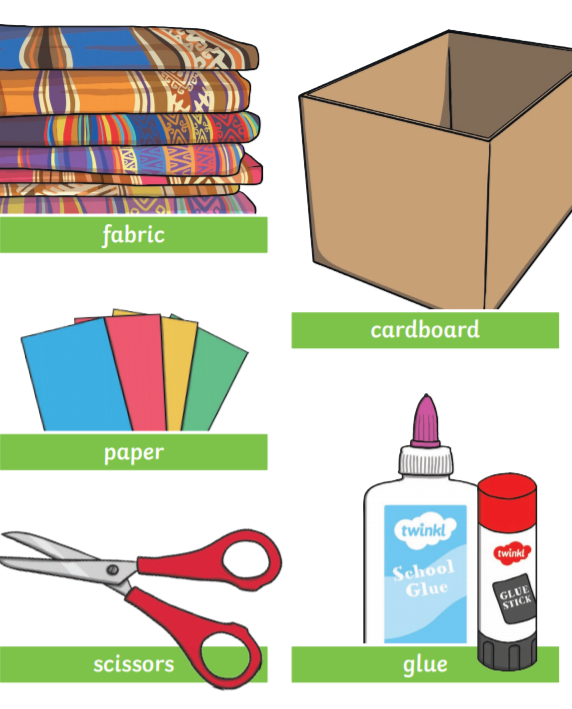 fabric
cardboard
paper
twinkl
School
Glue
twinkl
GLUE
STICK
scissors
glue